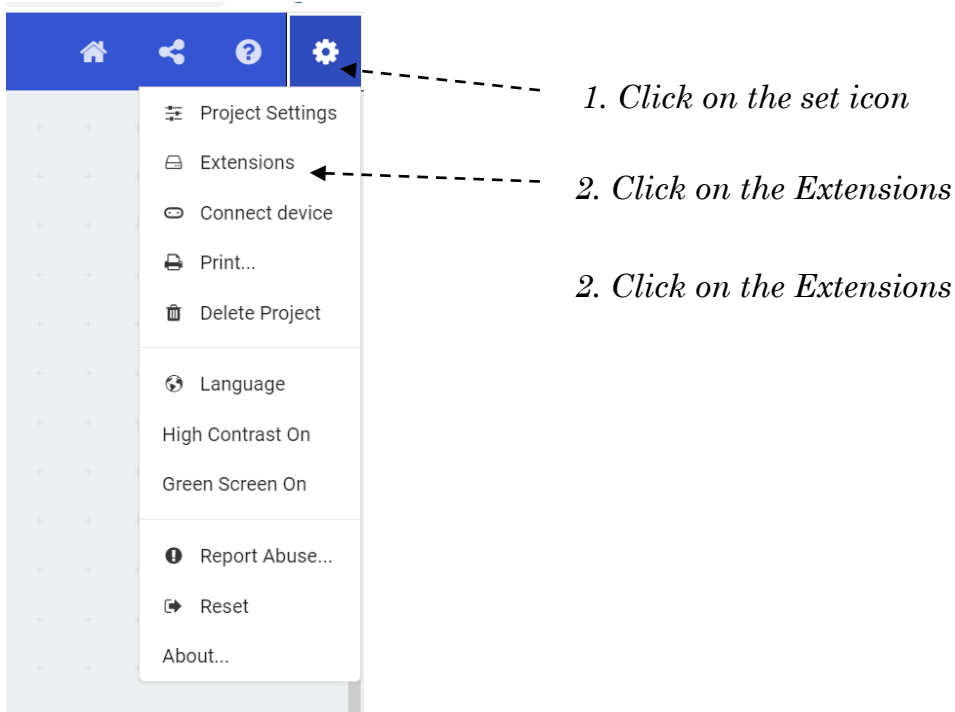 1. Click on the set icon
Project Settings
Extensions
2. Click on the Extensions
Connect device
Print...
2. Click on the Extensions
Delete Project
Language
High Contrast On
Green Screen On
Report Abuse...
Reset
About...